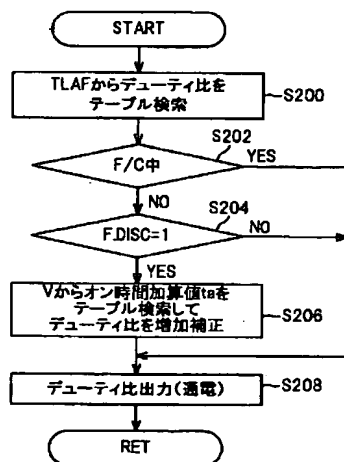 START
TLAFからデューティ比を
テーブル検索
S200
S202
F/C中
YES
NO
S204
F.DISC=1
NO
YES
Vからオン時間加算値taを
テーブル検索して
デューティ比を増加補正
S206
デューティ比出力(通電)
S208
RET